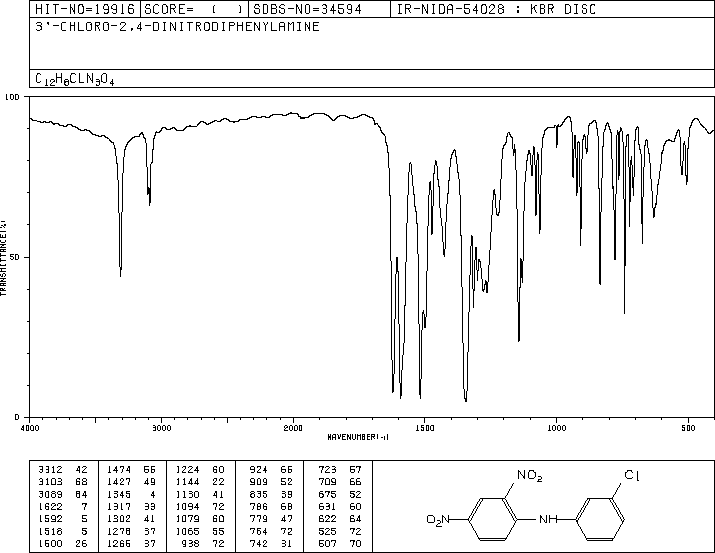 HIT-NO=19916 SCORE= ( ) SDBS-NO=34594 IR-NIDA-54028 : KBR DISC
3'-CHLORO-2,4-DINITRODIPHENYLAMINE
C12H8CLN3O4
100
50
0
TRANSMITTANCE(%)
4000 3000 2000 1500 1000 500
WAVENUMBER(-1)
3312 42 1474 55 1224 60 924 66 723 57
3103 68 1427 49 1144 22 909 52 709 66
3089 64 1345 4 1130 41 835 39 675 52
1622 7 1317 33 1094 72 786 68 631 60
1592 5 1302 41 1079 60 779 47 622 64
1518 5 1278 37 1065 55 764 72 525 72
1500 26 1266 37 938 72 742 31 507 70
NO2
Cl
O2N
NH